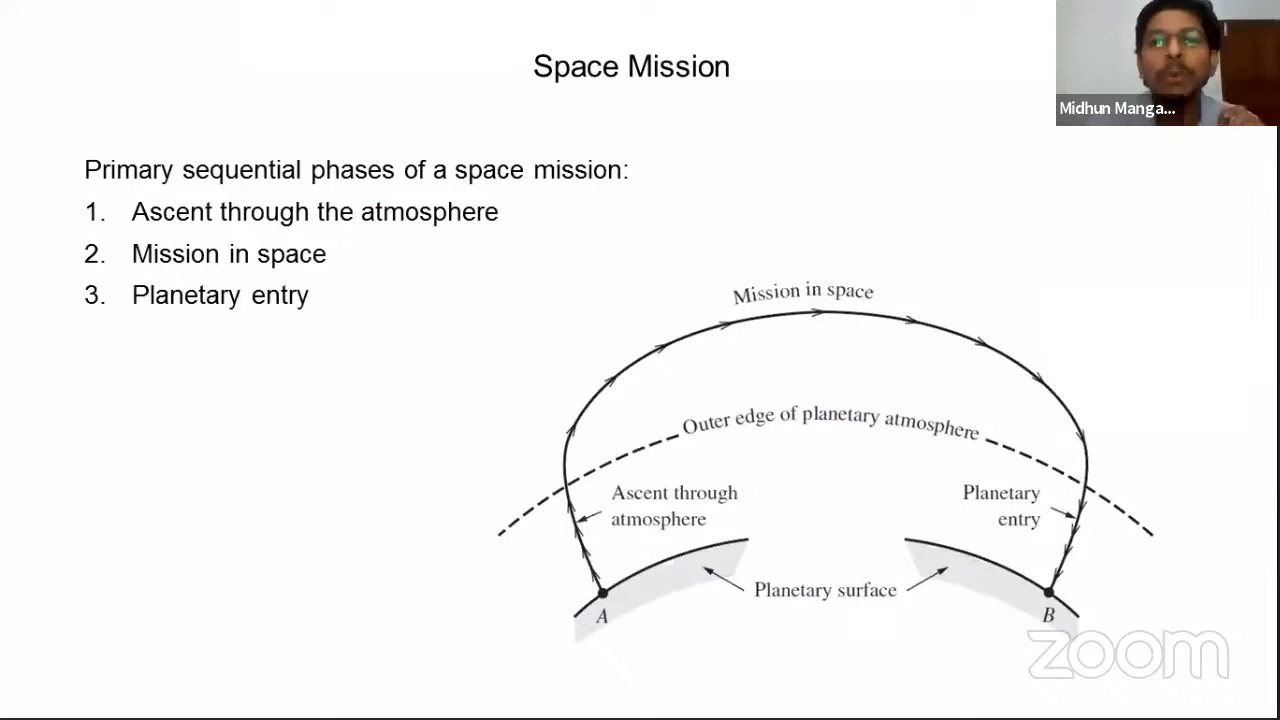 Space Mission
Midhun Manga...
Primary sequential phases of a space mission:
1. Ascent through the atmosphere
2. Mission in space
3. Planetary entry
Mission in space
Outer edge of planetary atmosphere
Ascent through
atmosphere
Planetary
entry
Planetary surface
A
B
zoom